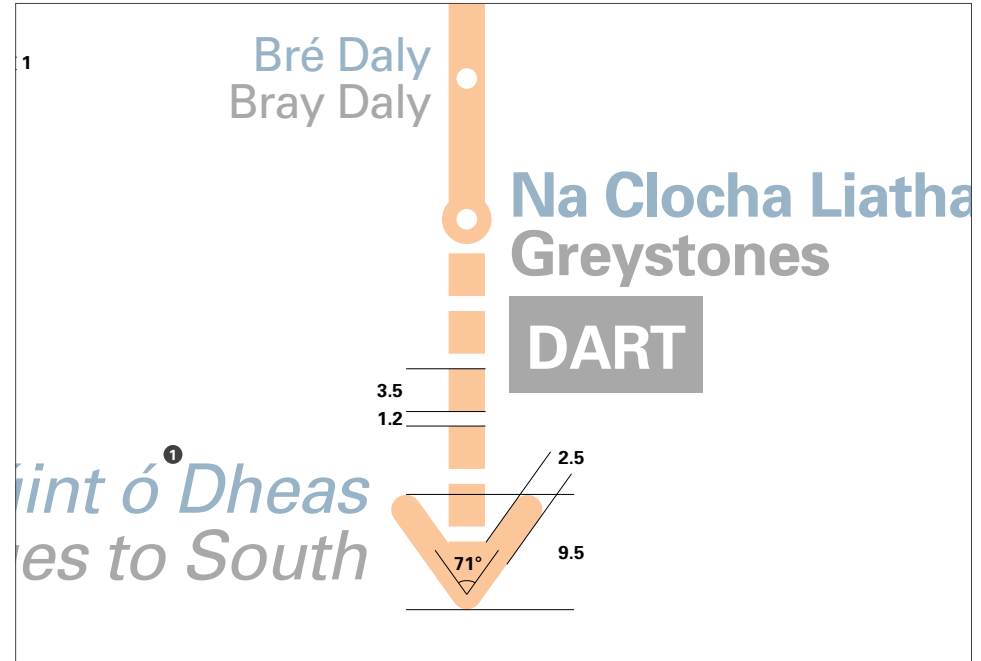 1
Bré Daly
Bray Daly
Na Clocha Liatha
Greystones
DART
3.5
1.2
1
2.5
ó Dheas
to South
9.5
71°